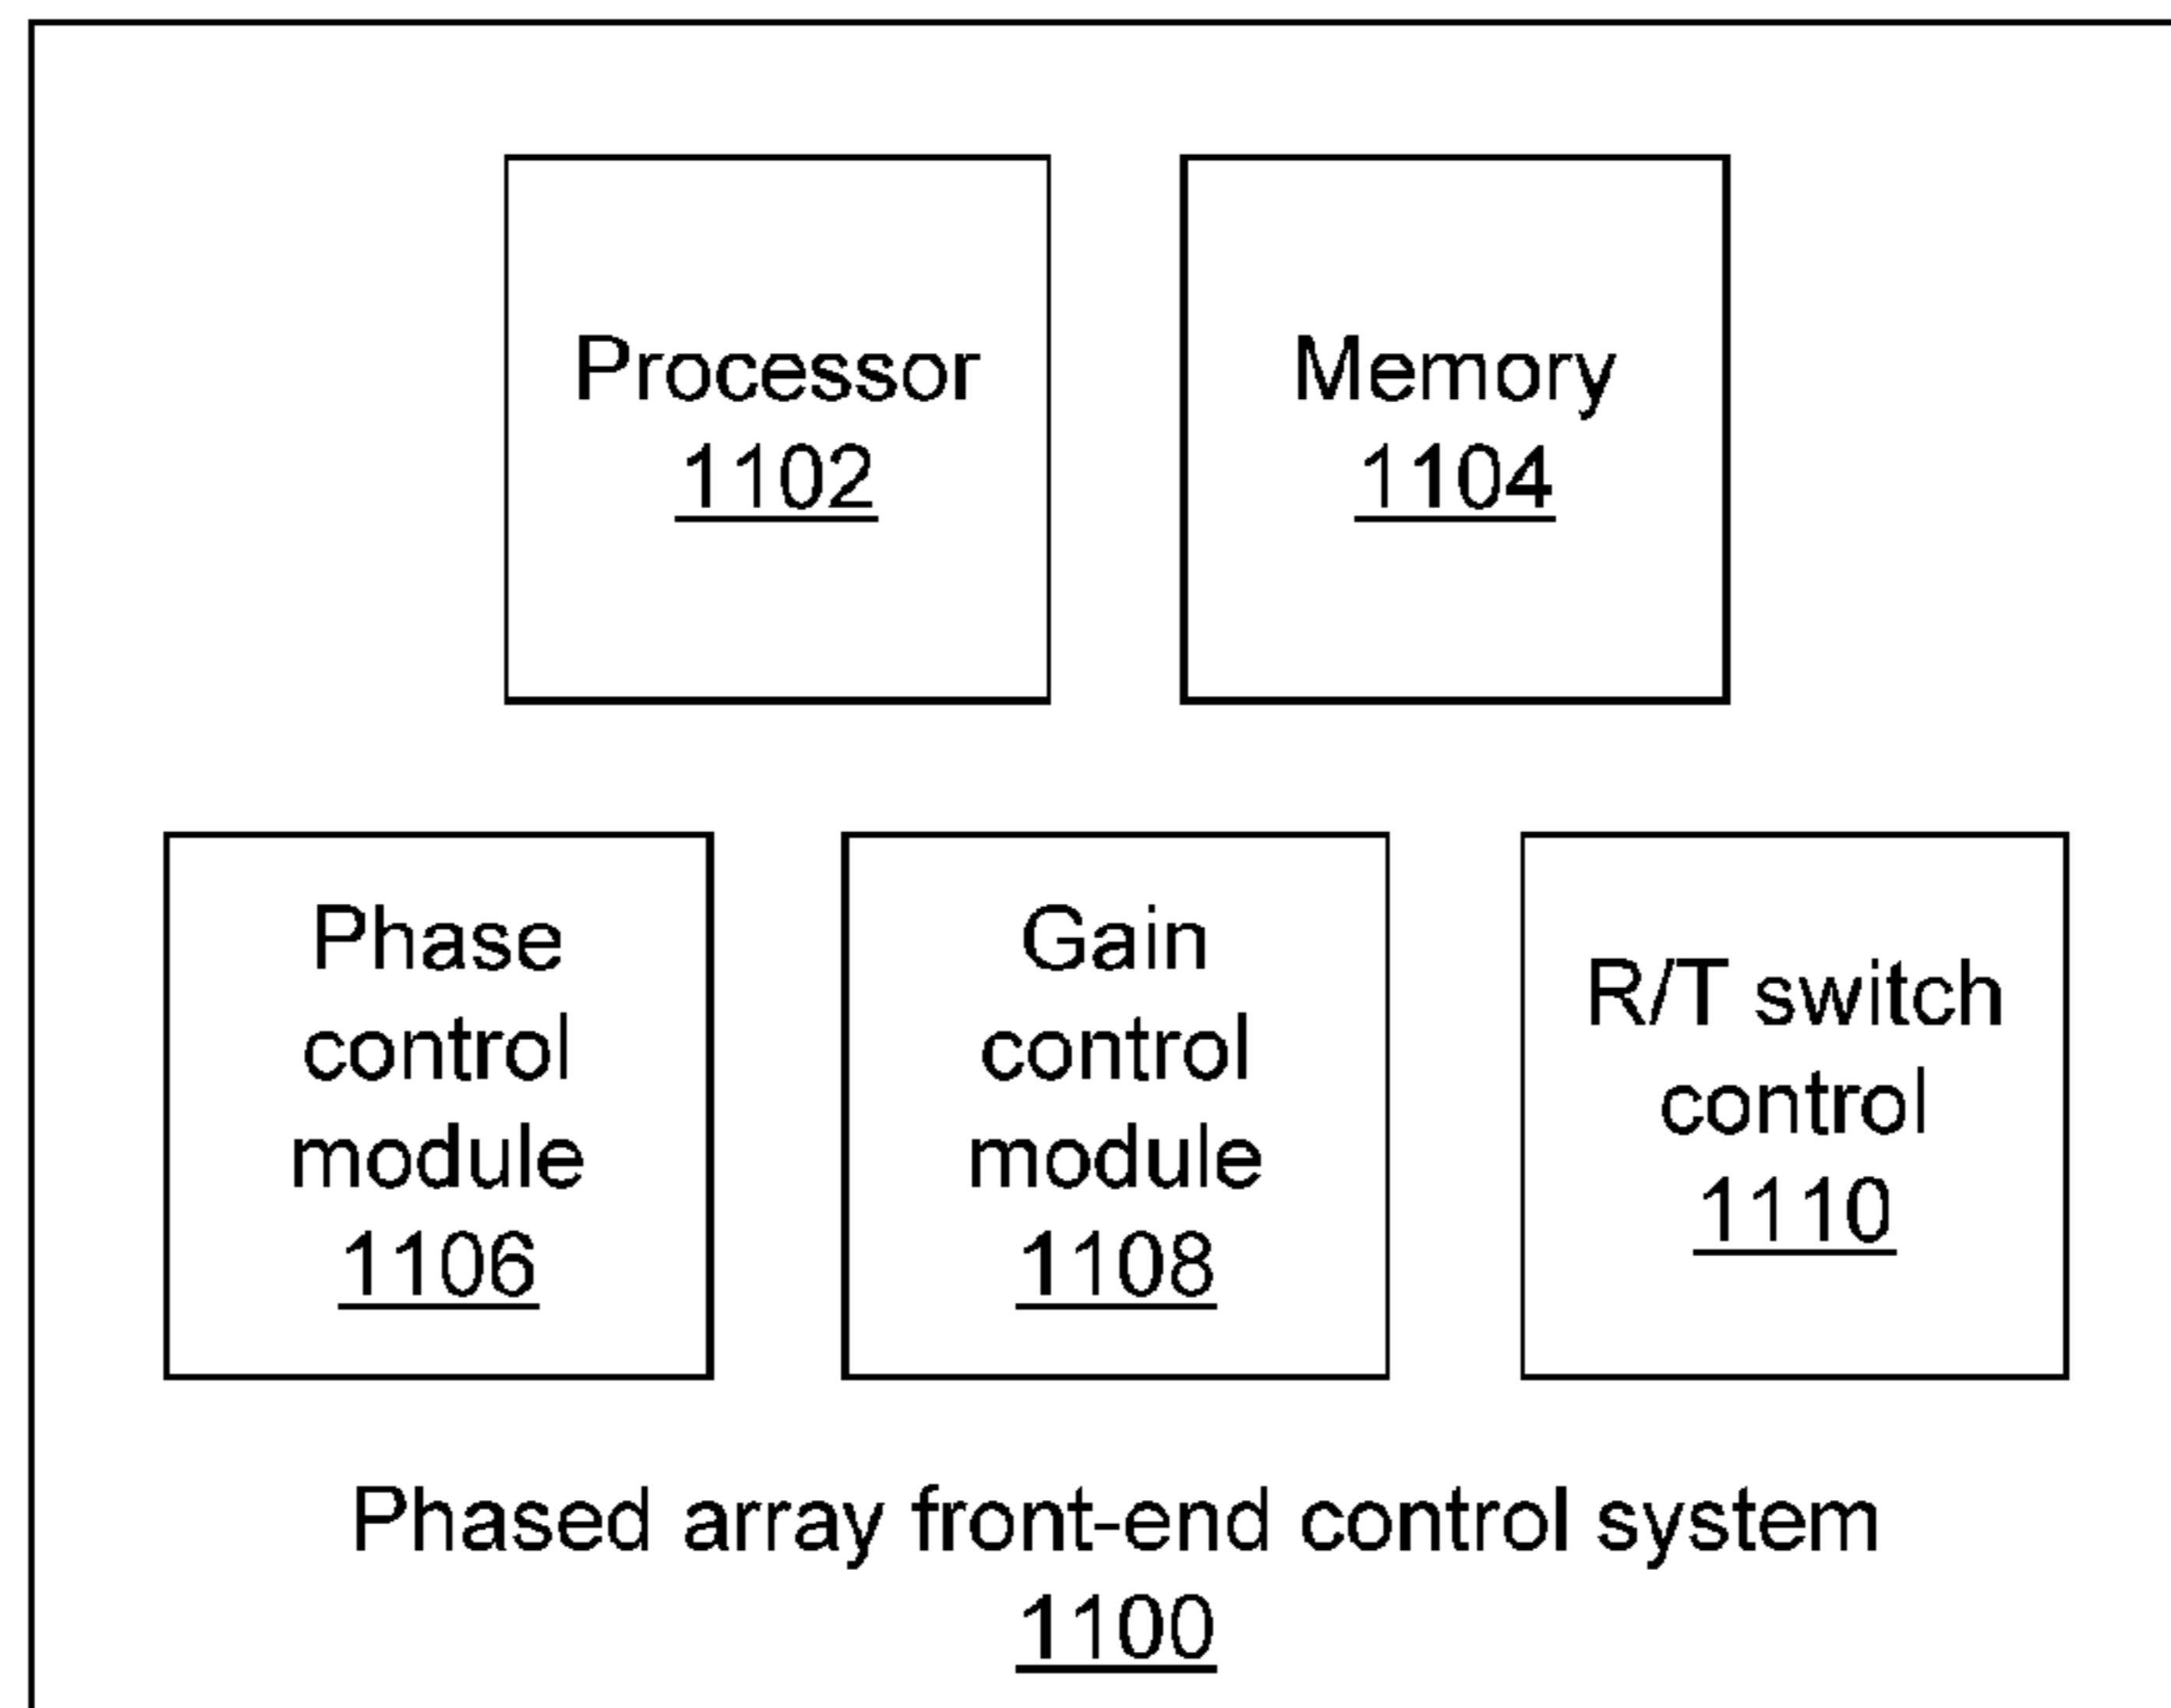 Processor
1102
Memory
1104
Phase
control
module
1106
Gain
control
module
1108
R/T switch
control
1110
Phased array front-end control system
1100